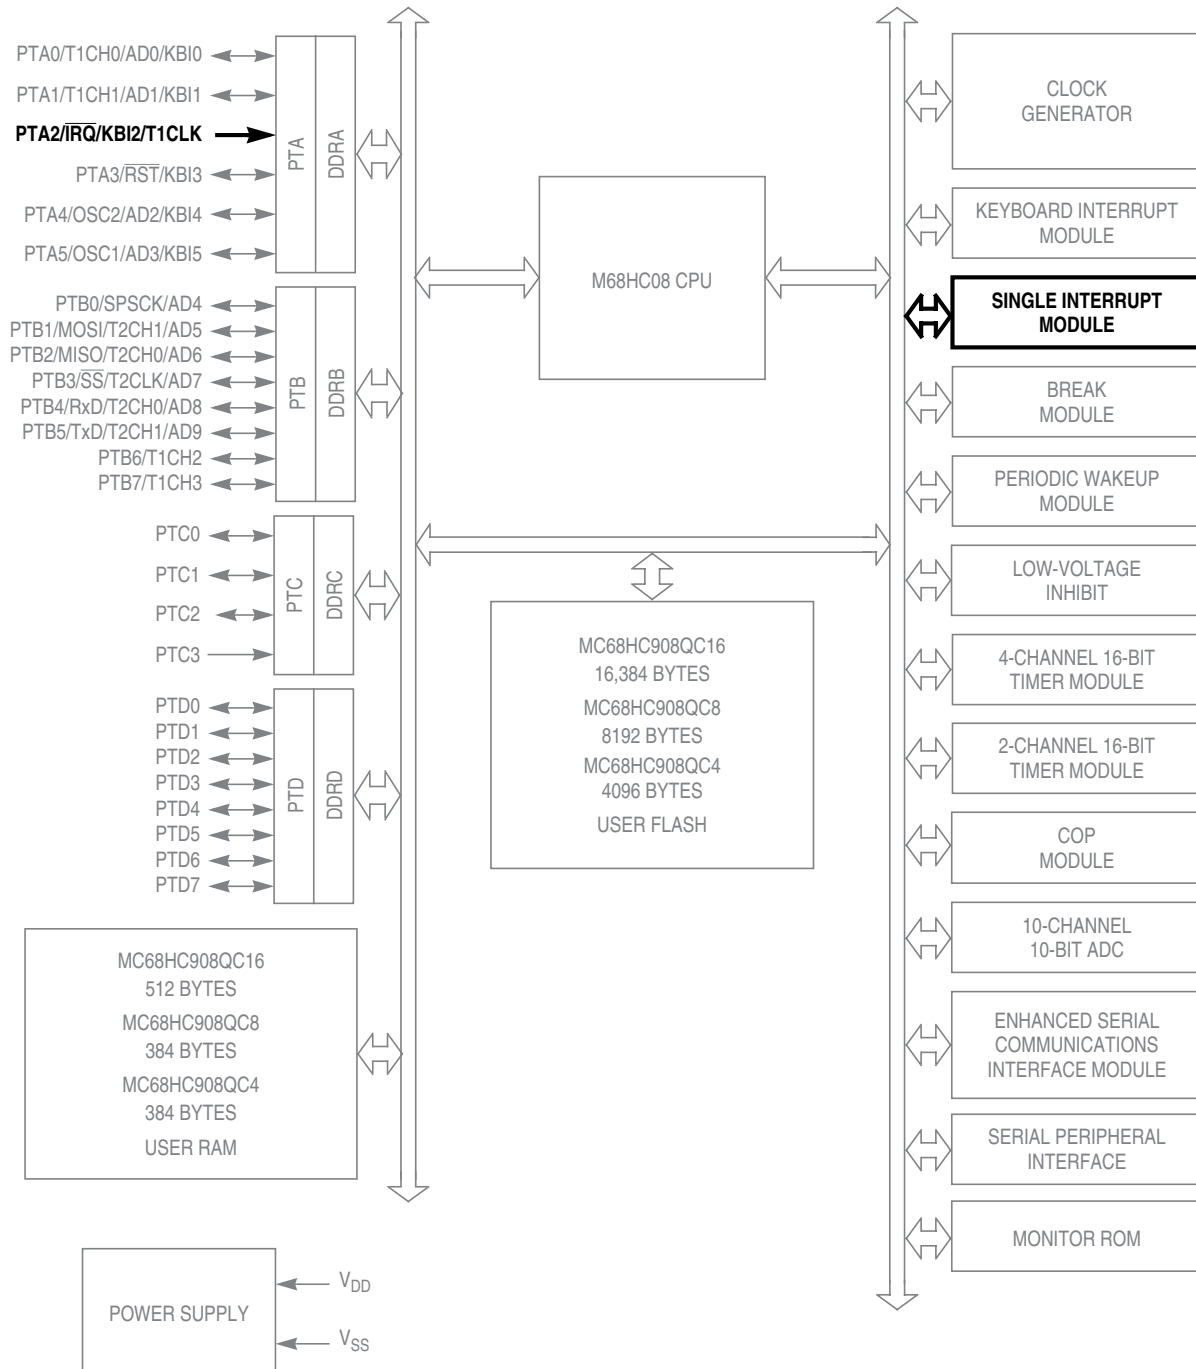 PTA0/T1CH0/AD0/KBI0
PTA1/T1CH1/AD1/KBI1
PTA2/IRQ/KBI2/T1CLK
PTA3/RST/KBI3
PTA4/OSC2/AD2/KBI4
PTA5/OSC1/AD3/KBI5
PTA
DDRA
PTB0/SPSCK/AD4
PTB1/MOSI/T2CH1/AD5
PTB2/MISO/T2CH0/AD6
PTB3/SS/T2CLK/AD7
PTB4/RxD/T2CH0/AD8
PTB5/TxD/T2CH1/AD9
PTB6/T1CH2
PTB7/T1CH3
PTB
DDRB
PTC0
PTC1
PTC2
PTC3
PTC
DDRC
PTD0
PTD1
PTD2
PTD3
PTD4
PTD5
PTD6
PTD7
PTD
DDRD
MC68HC908QC16
512 BYTES
MC68HC908QC8
384 BYTES
MC68HC908QC4
384 BYTES
USER RAM
POWER SUPPLY
VDD
VSS
M68HC08 CPU
MC68HC908QC16
16,384 BYTES
MC68HC908QC8
8192 BYTES
MC68HC908QC4
4096 BYTES
USER FLASH
CLOCK
GENERATOR
KEYBOARD INTERRUPT
MODULE
SINGLE INTERRUPT
MODULE
BREAK
MODULE
PERIODIC WAKEUP
MODULE
LOW-VOLTAGE
INHIBIT
4-CHANNEL 16-BIT
TIMER MODULE
2-CHANNEL 16-BIT
TIMER MODULE
COP
MODULE
10-CHANNEL
10-BIT ADC
ENHANCED SERIAL
COMMUNICATIONS
INTERFACE MODULE
SERIAL PERIPHERAL
INTERFACE
MONITOR ROM